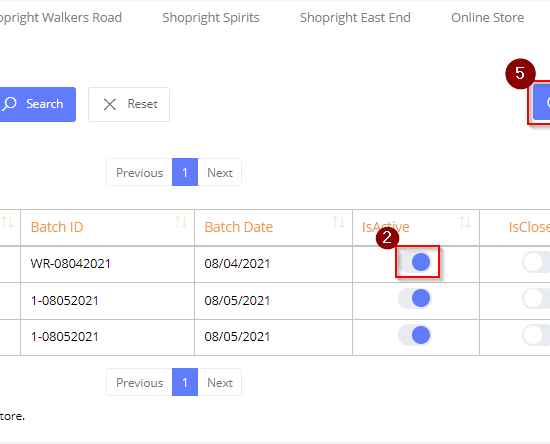 opright Walkers Road Shopright Spirits Shopright East End Online Store
5
Search Reset
Previous 1 Next
Batch ID Batch Date IsActive IsClose
2
WR-08042021 08/04/2021
1-08052021 08/05/2021
1-08052021 08/05/2021
Previous 1 Next
tore.